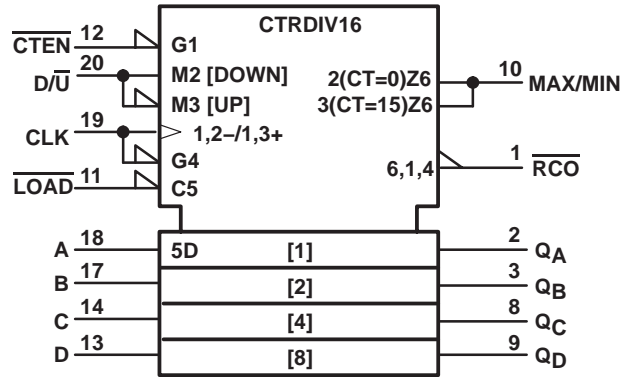 CTRDIV16
CTEN 12 G1
D/U 20 M2 [DOWN] 2(CT=0)Z6 10 MAX/MIN
M3 [UP] 3(CT=15)Z6
CLK 19 1,2–/1,3+
G4 6,1,4 1 RCO
LOAD 11 C5
A 18 5D [1] 2 QA
B 17 [2] 3 QB
C 14 [4] 8 QC
D 13 [8] 9 QD